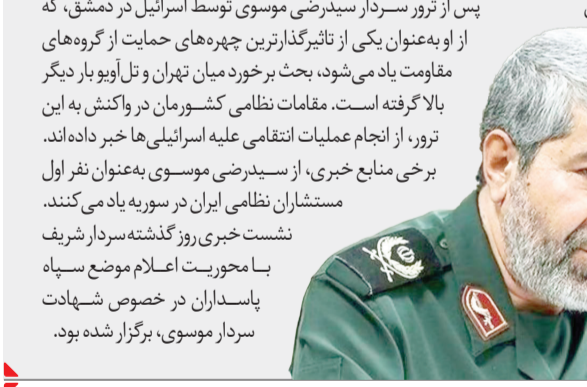 پس از ترور سردار سیدرضی موسوی توسط اسرائیل در دمشق، که
از او به‌عنوان یکی از تاثیرگذارترین چهره‌های حمایت از گروه‌های
مقاومت یاد می‌شود، بحث برخورد میان تهران و تل‌آویو بار دیگر
بالا گرفته است. مقامات نظامی کشورمان در واکنش به این
ترور، از انجام عملیات انتقامی علیه اسرائیلی‌ها خبر داده‌اند.
برخی منابع خبری، از سیدرضی موسوی به‌عنوان نفر اول
مستشاران نظامی ایران در سوریه یاد می‌کنند.
نشست خبری روز گذشته سردار شریف
با محوریت اعلام موضع سپاه
پاسداران در خصوص شهادت
سردار موسوی، برگزار شده بود.